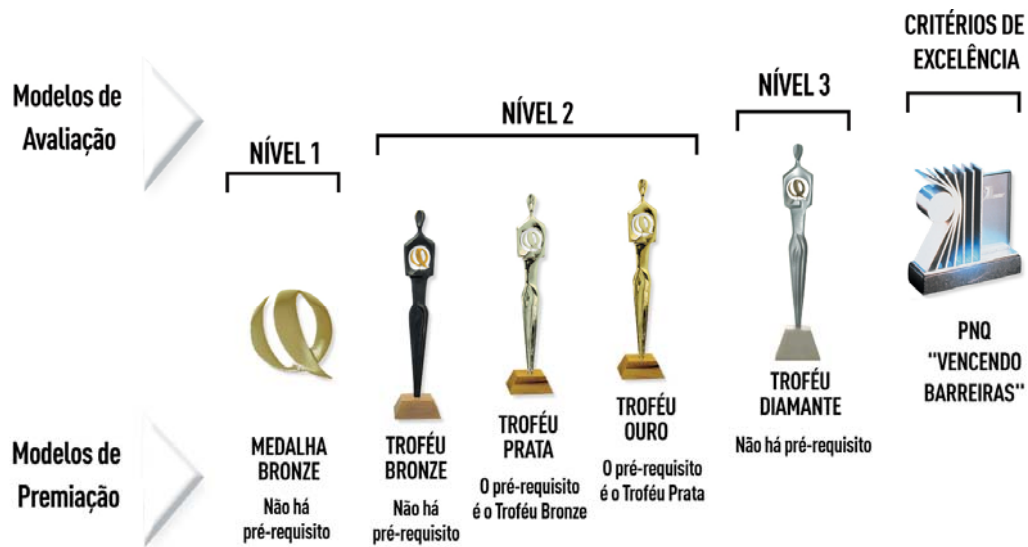 CRITÉRIOS DE
EXCELÊNCIA
Modelos de
Avaliação
NÍVEL 1
NÍVEL 2
NÍVEL 3
Modelos de
Premiação
MEDALHA
BRONZE
Não há
pré-requisito
TROFÉU
BRONZE
Não há
pré-requisito
TROFÉU
PRATA
O pré-requisito
é o Troféu Bronze
TROFÉU
OURO
O pré-requisito
é o Troféu Prata
TROFÉU
DIAMANTE
Não há pré-requisito
PNQ
"VENCENDO
BARREIRAS"